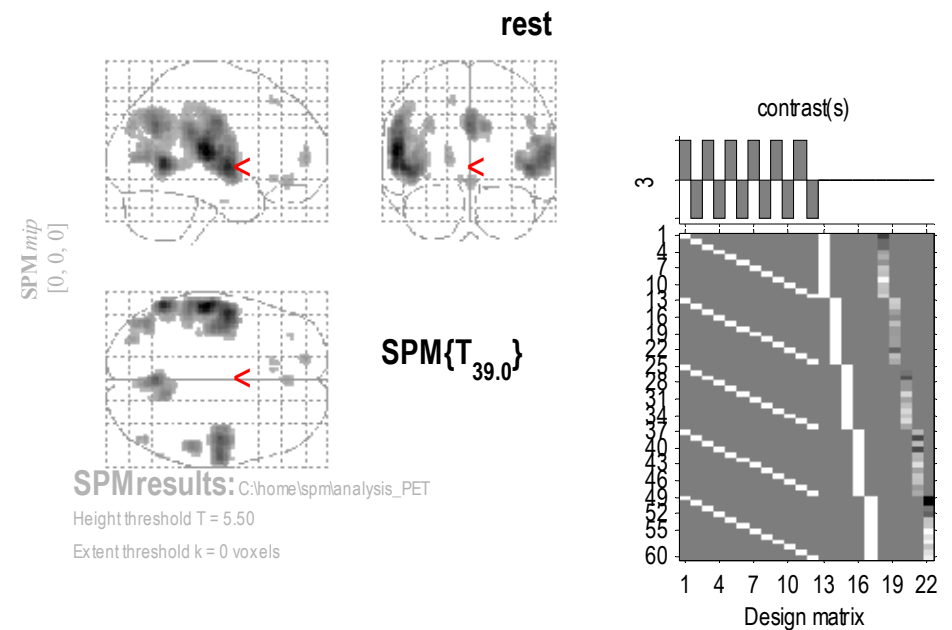 rest
SPMmip
[0, 0, 0]
<
<
<
SPM{T39.0}
SPMresults: C:\home\spm\analysis_PET
Height threshold T = 5.50
Extent threshold k = 0 voxels
contrast(s)
3
1
4
7
10
13
16
19
22
25
28
31
34
37
40
43
46
49
52
55
60
1 4 7 10 13 16 19 22
Design matrix